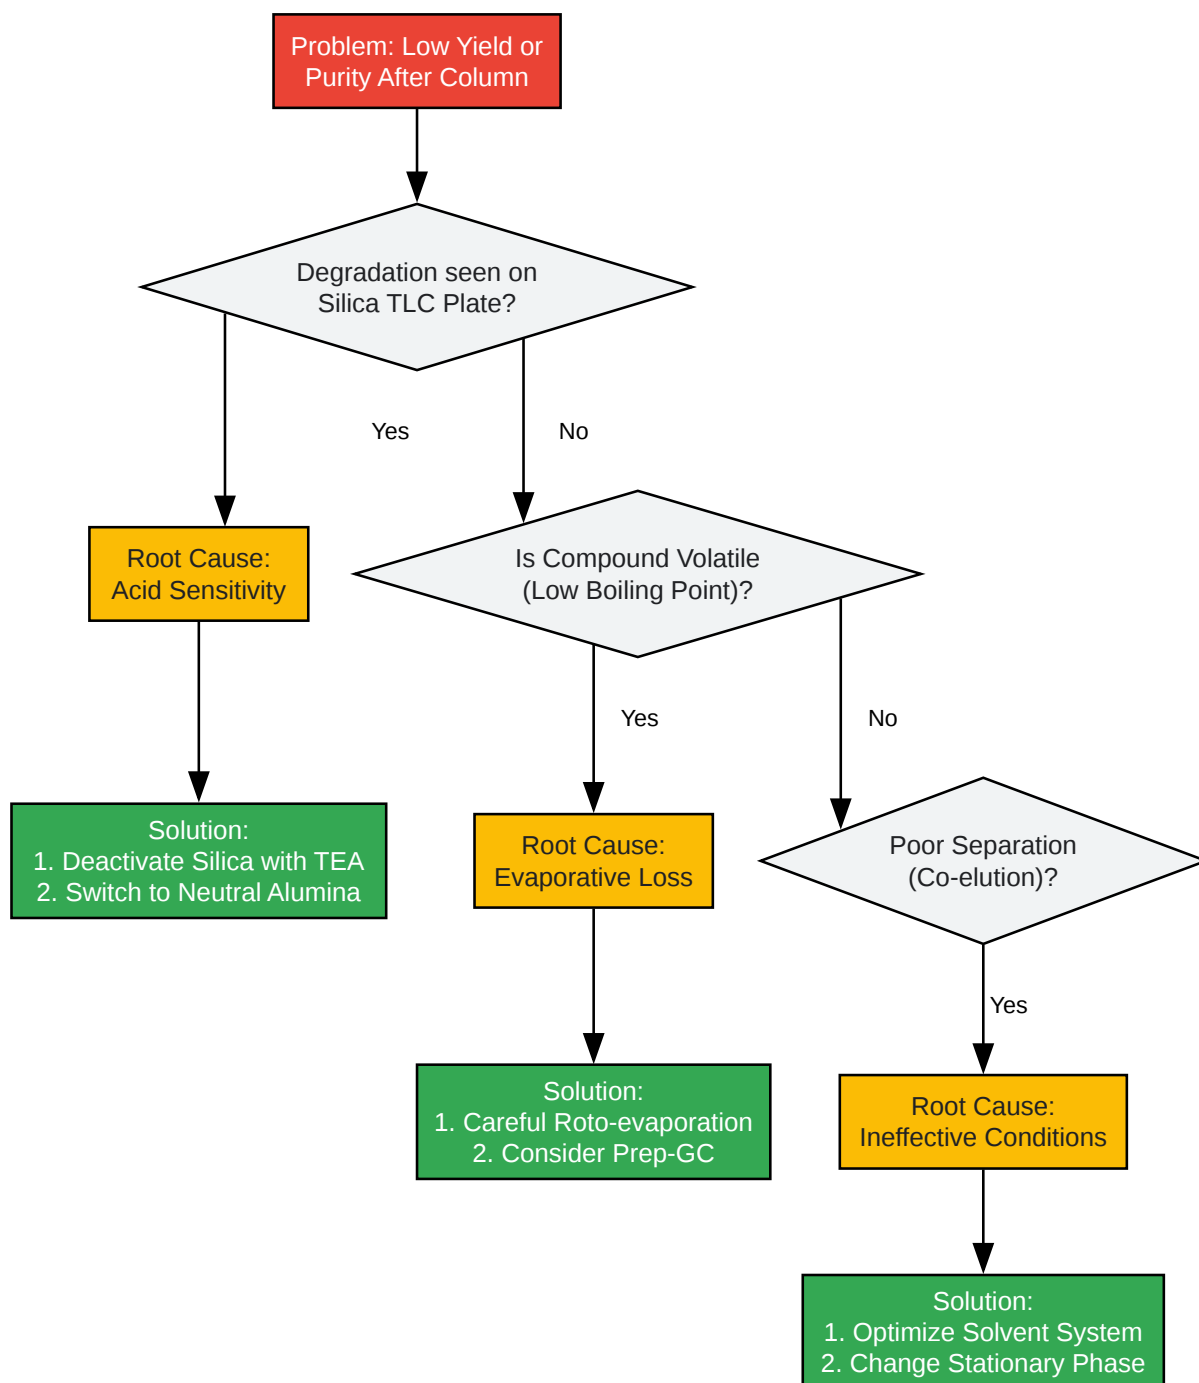 Problem: Low Yield or
Purity After Column
Degradation seen on
Silica TLC Plate?
Yes
No
Root Cause:
Acid Sensitivity
Is Compound Volatile
(Low Boiling Point)?
Yes
No
Solution:
1. Deactivate Silica with TEA
2. Switch to Neutral Alumina
Root Cause:
Evaporative Loss
Poor Separation
(Co-elution)?
Yes
Solution:
1. Careful Roto-evaporation
2. Consider Prep-GC
Root Cause:
Ineffective Conditions
Solution:
1. Optimize Solvent System
2. Change Stationary Phase